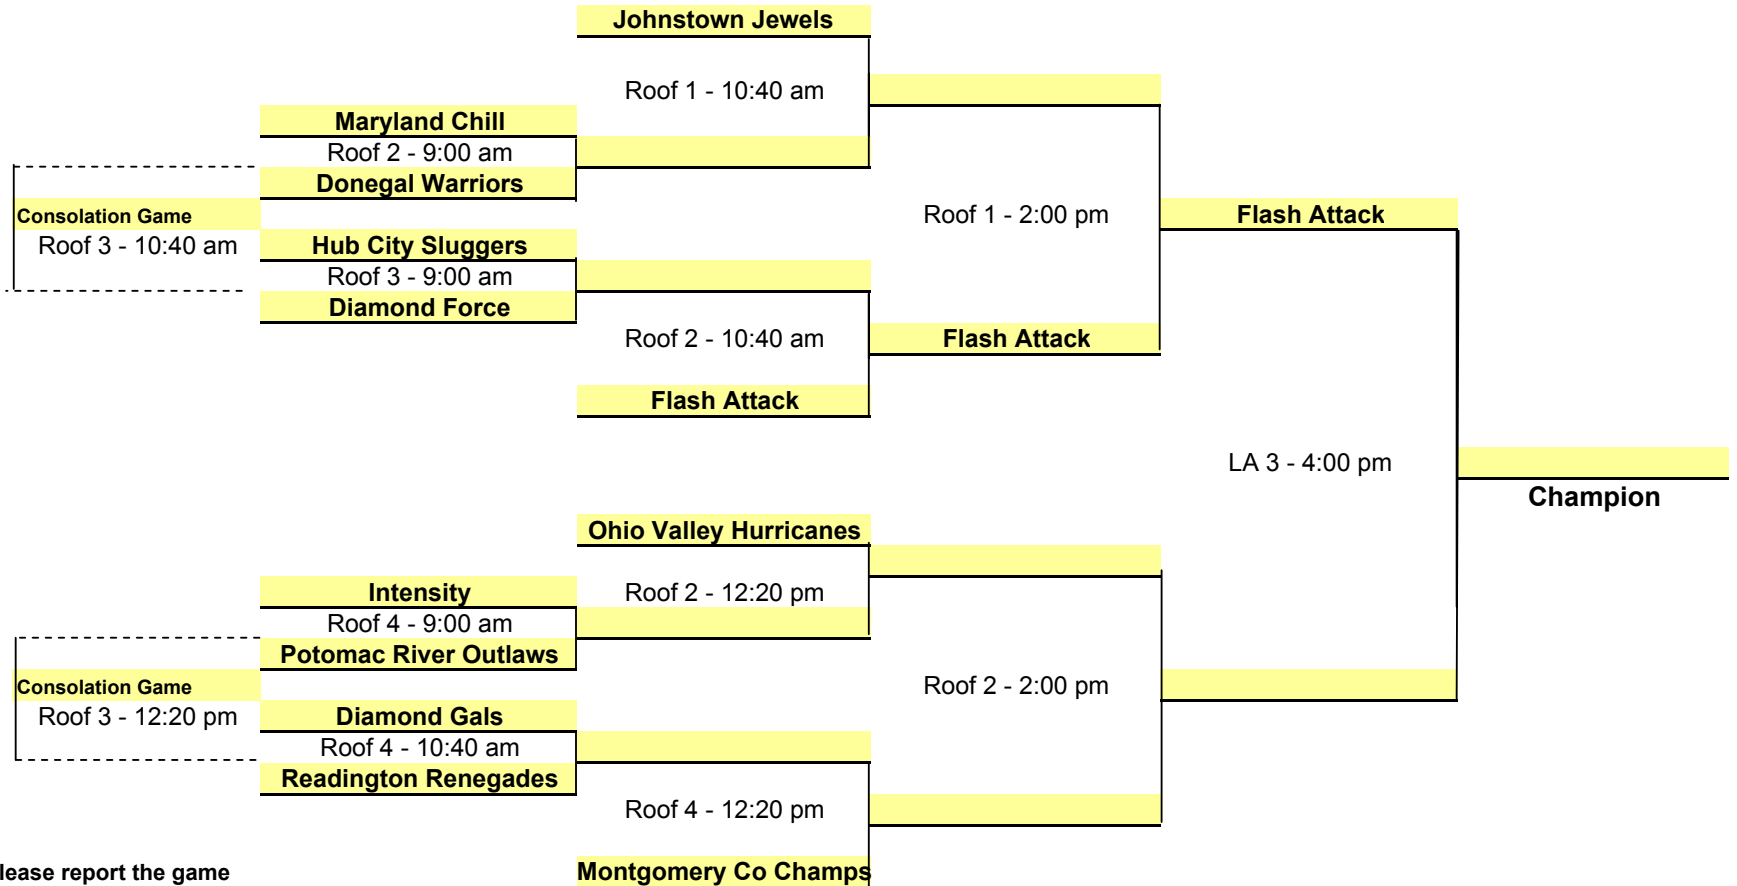 Johnstown Jewels
Roof 1 - 10:40 am
Maryland Chill
Roof 2 - 9:00 am
Donegal Warriors
Consolation Game
Roof 1 - 2:00 pm
Flash Attack
Roof 3 - 10:40 am
Hub City Sluggers
Roof 3 - 9:00 am
Diamond Force
Roof 2 - 10:40 am
Flash Attack
Flash Attack
LA 3 - 4:00 pm
Champion
Ohio Valley Hurricanes
Intensity
Roof 2 - 12:20 pm
Roof 4 - 9:00 am
Potomac River Outlaws
Consolation Game
Roof 2 - 2:00 pm
Roof 3 - 12:20 pm
Diamond Gals
Roof 4 - 10:40 am
Readington Renegades
Roof 4 - 12:20 pm
lease report the game
Montgomery Co Champs